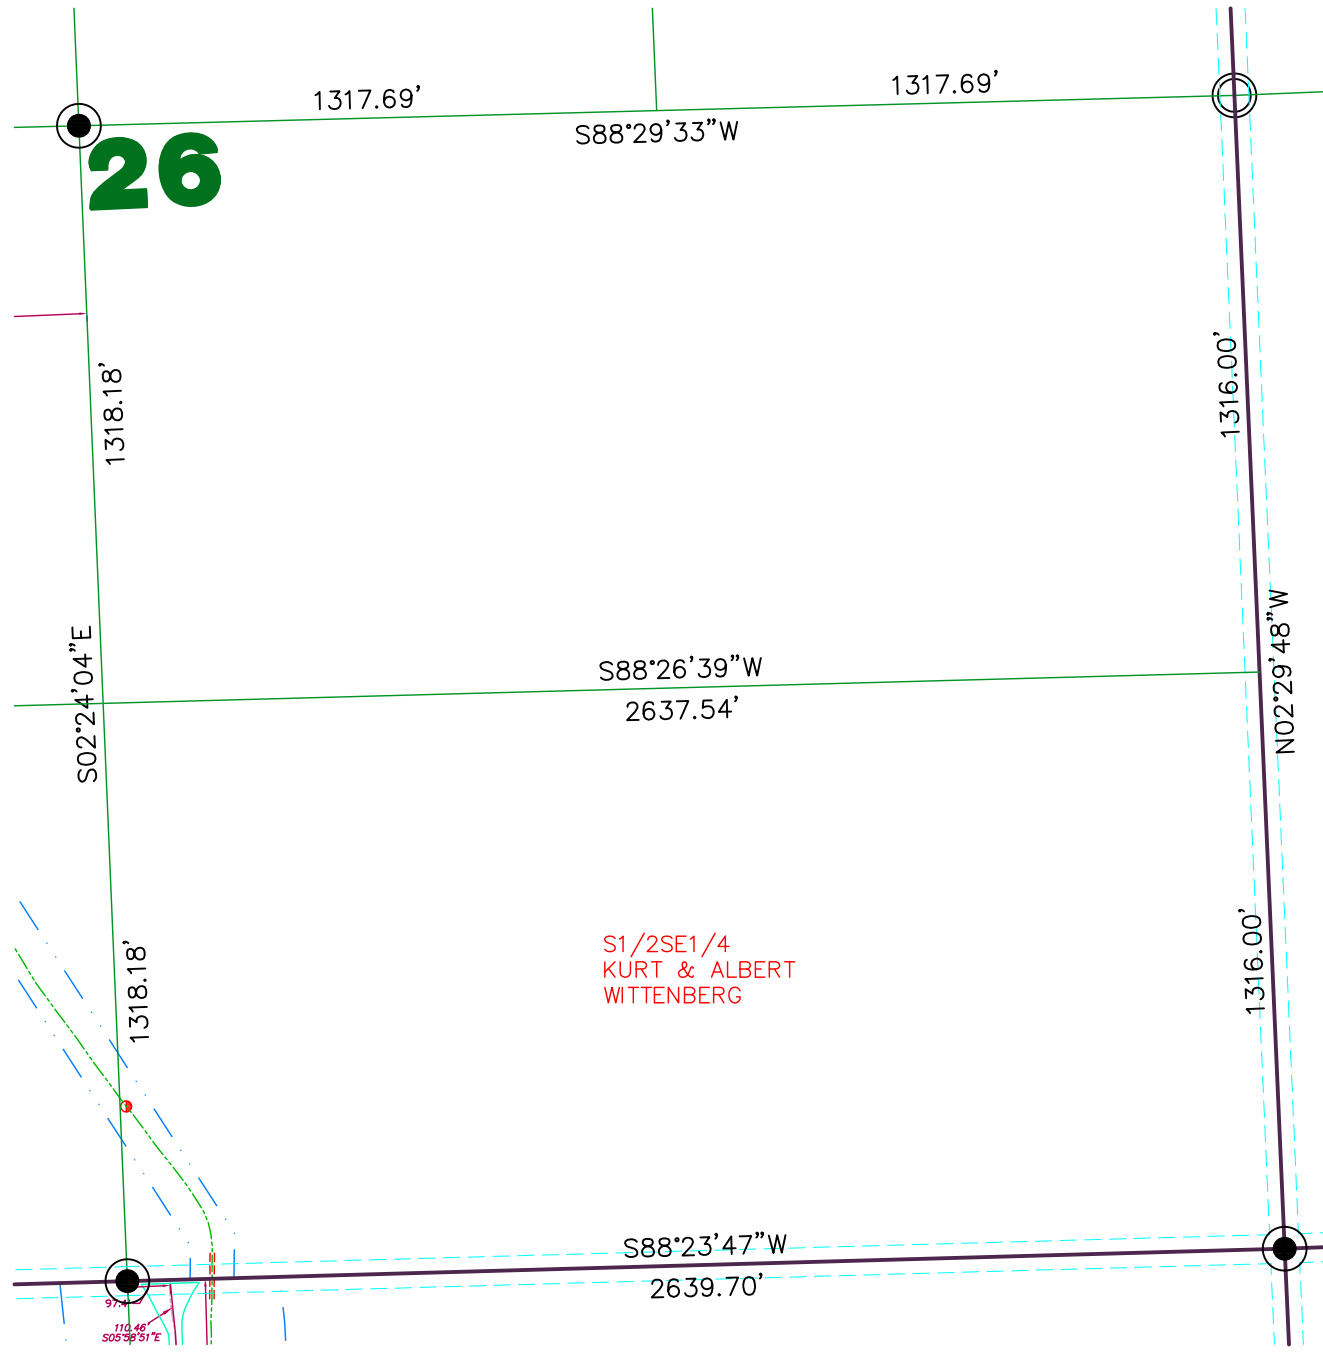 1317.69'
1317.69'
S88°29'33"W
26
1318.18'
1316.00'
S02°24'04"E
S88°26'39"W
2637.54'
N02°29'48"W
S1/2SE1/4
KURT & ALBERT
WITTENBERG
1318.18'
1316.00'
S88°23'47"W
2639.70'
110.46'
S05°58'51"E